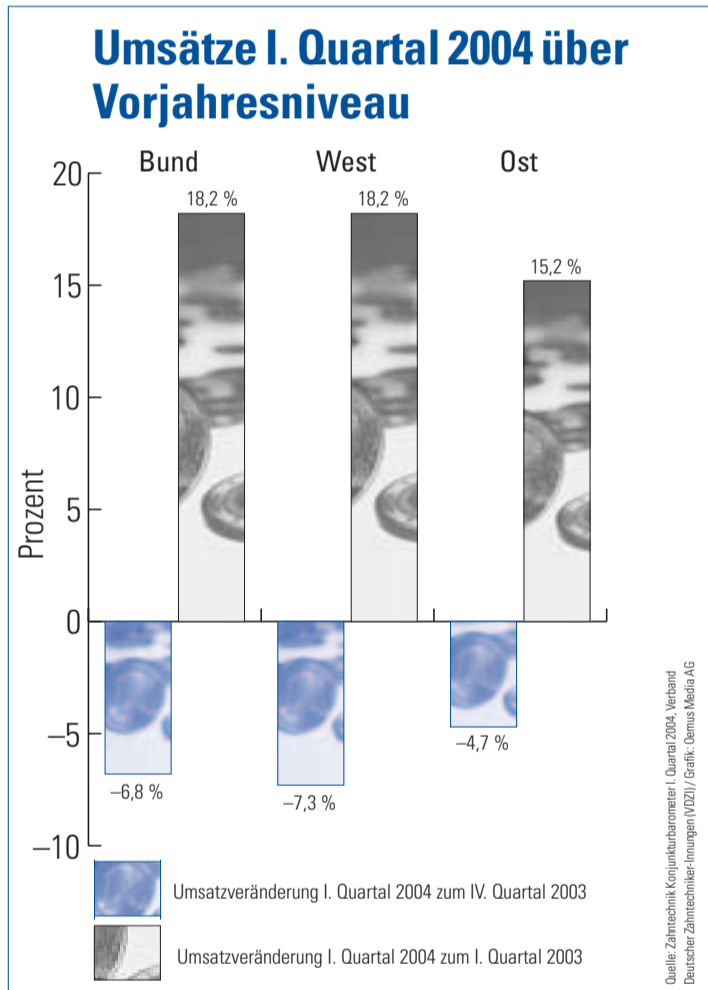 Umsätze I. Quartal 2004 über
Vorjahresniveau
Bund West Ost
20
15
10
5
0
–5
–10
Prozent
18,2 %
18,2 %
15,2 %
–6,8 %
–7,3 %
–4,7 %
Umsatzveränderung I. Quartal 2004 zum IV. Quartal 2003
Umsatzveränderung I. Quartal 2004 zum I. Quartal 2003
Quelle: Zahntechnik Konjunkturbarometer I. Quartal 2004, Verband
Deutscher Zahntechniker-Innungen (VDZI) / Grafik: Oemus Media AG